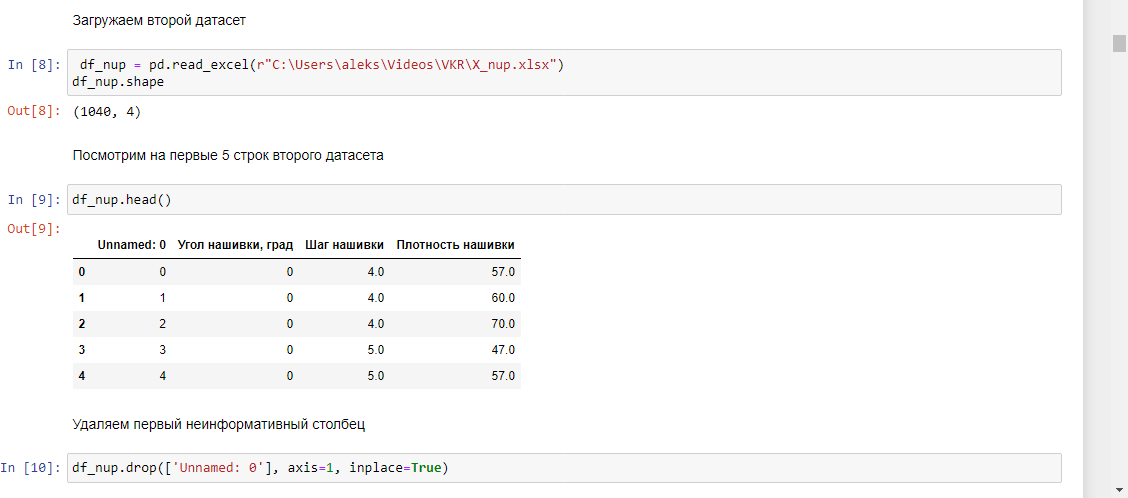 Загружаем второй датасет
In [8]: df_nup = pd.read_excel(r"C:\Users\aleks\Videos\VKR\X_nup.xlsx")
df_nup.shape
Out[8]: (1040, 4)
Посмотрим на первые 5 строк второго датасета
In [9]: df_nup.head()
Out[9]:
Unnamed: 0 Угол нашивки, град Шаг нашивки Плотность нашивки
0 0 0 4.0 57.0
1 1 0 4.0 60.0
2 2 0 4.0 70.0
3 3 0 5.0 47.0
4 4 0 5.0 57.0
Удаляем первый неинформативный столбец
In [10]: df_nup.drop(['Unnamed: 0'], axis=1, inplace=True)